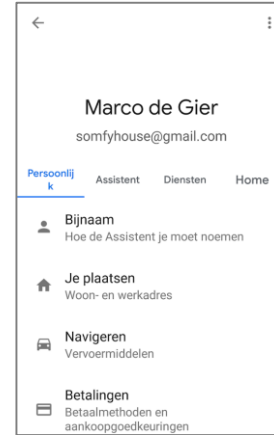 Marco de Gier
somfyhouse@gmail.com
Persoonlij
k
Assistent Diensten Home
Bijnaam
Hoe de Assistent je moet noemen
Je plaatsen
Woon- en werkadres
Navigeren
Vervoermiddelen
Betalingen
Betaalmethoden en
aankoopgoedkeuringen